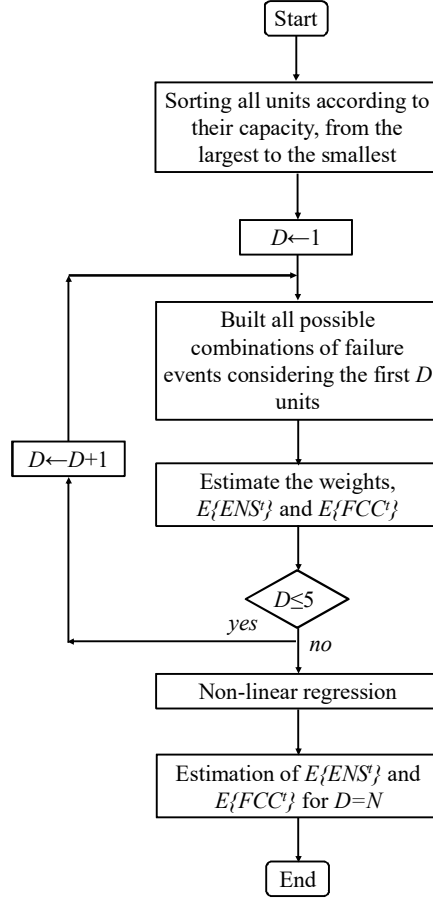 Start
Sorting all units according to
their capacity, from the
largest to the smallest
D←1
Built all possible
combinations of failure
events considering the first D
units
D←D+1
Estimate the weights,
E{ENSᵗ} and E{FCCᵗ}
D≤5
yes
no
Non-linear regression
Estimation of E{ENSᵗ} and
E{FCCᵗ} for D=N
End